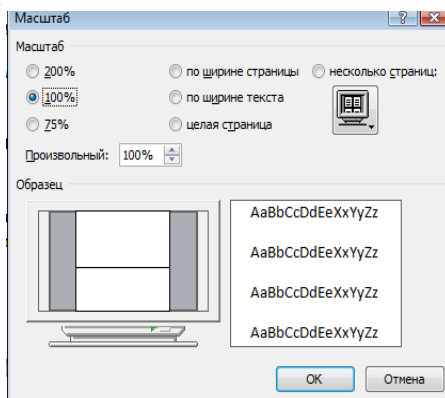 Масштаб
Масштаб
200% по ширине страницы несколько страниц:
100% по ширине текста
75% целая страница
Произвольный: 100%
Образец
AaBbCcDdEeXxYyZz
AaBbCcDdEeXxYyZz
AaBbCcDdEeXxYyZz
AaBbCcDdEeXxYyZz
ОК Отмена